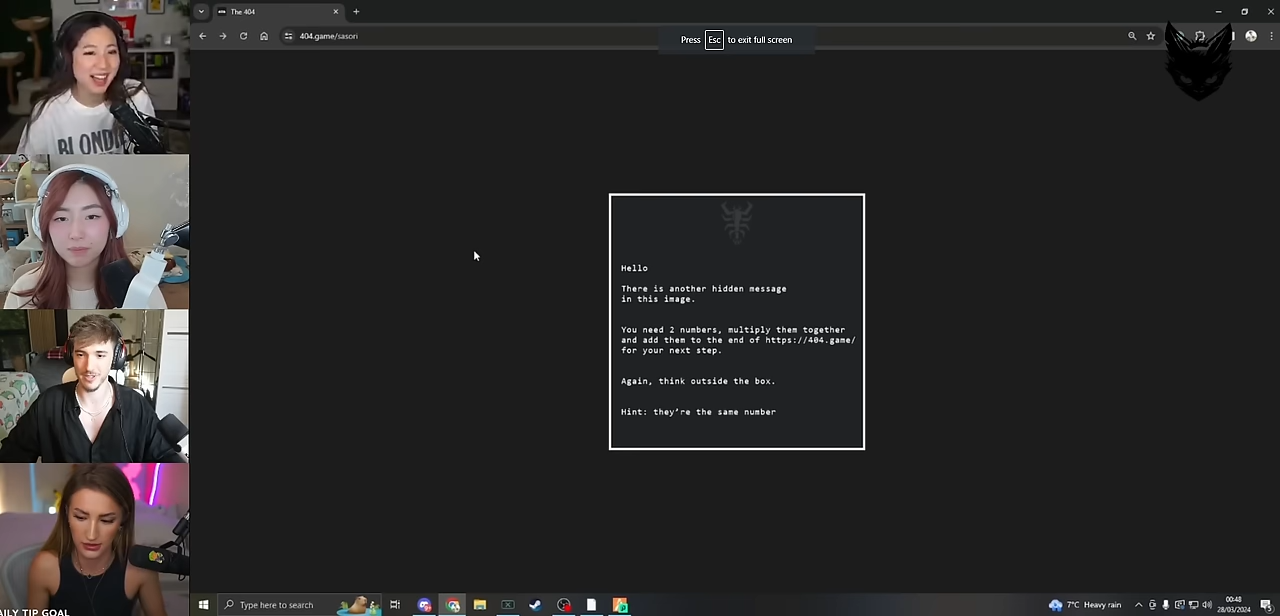 The 404
404.game/sasori
Press Esc to exit full screen
BLONDIE
Hello
There is another hidden message
in this image.
You need 2 numbers, multiply them together
and add them to the end of https://404.game/
for your next step.
Again, think outside the box.
Hint: they're the same number
AILY TIP GOAL
Type here to search
7°C Heavy rain
00:48
28/03/2024